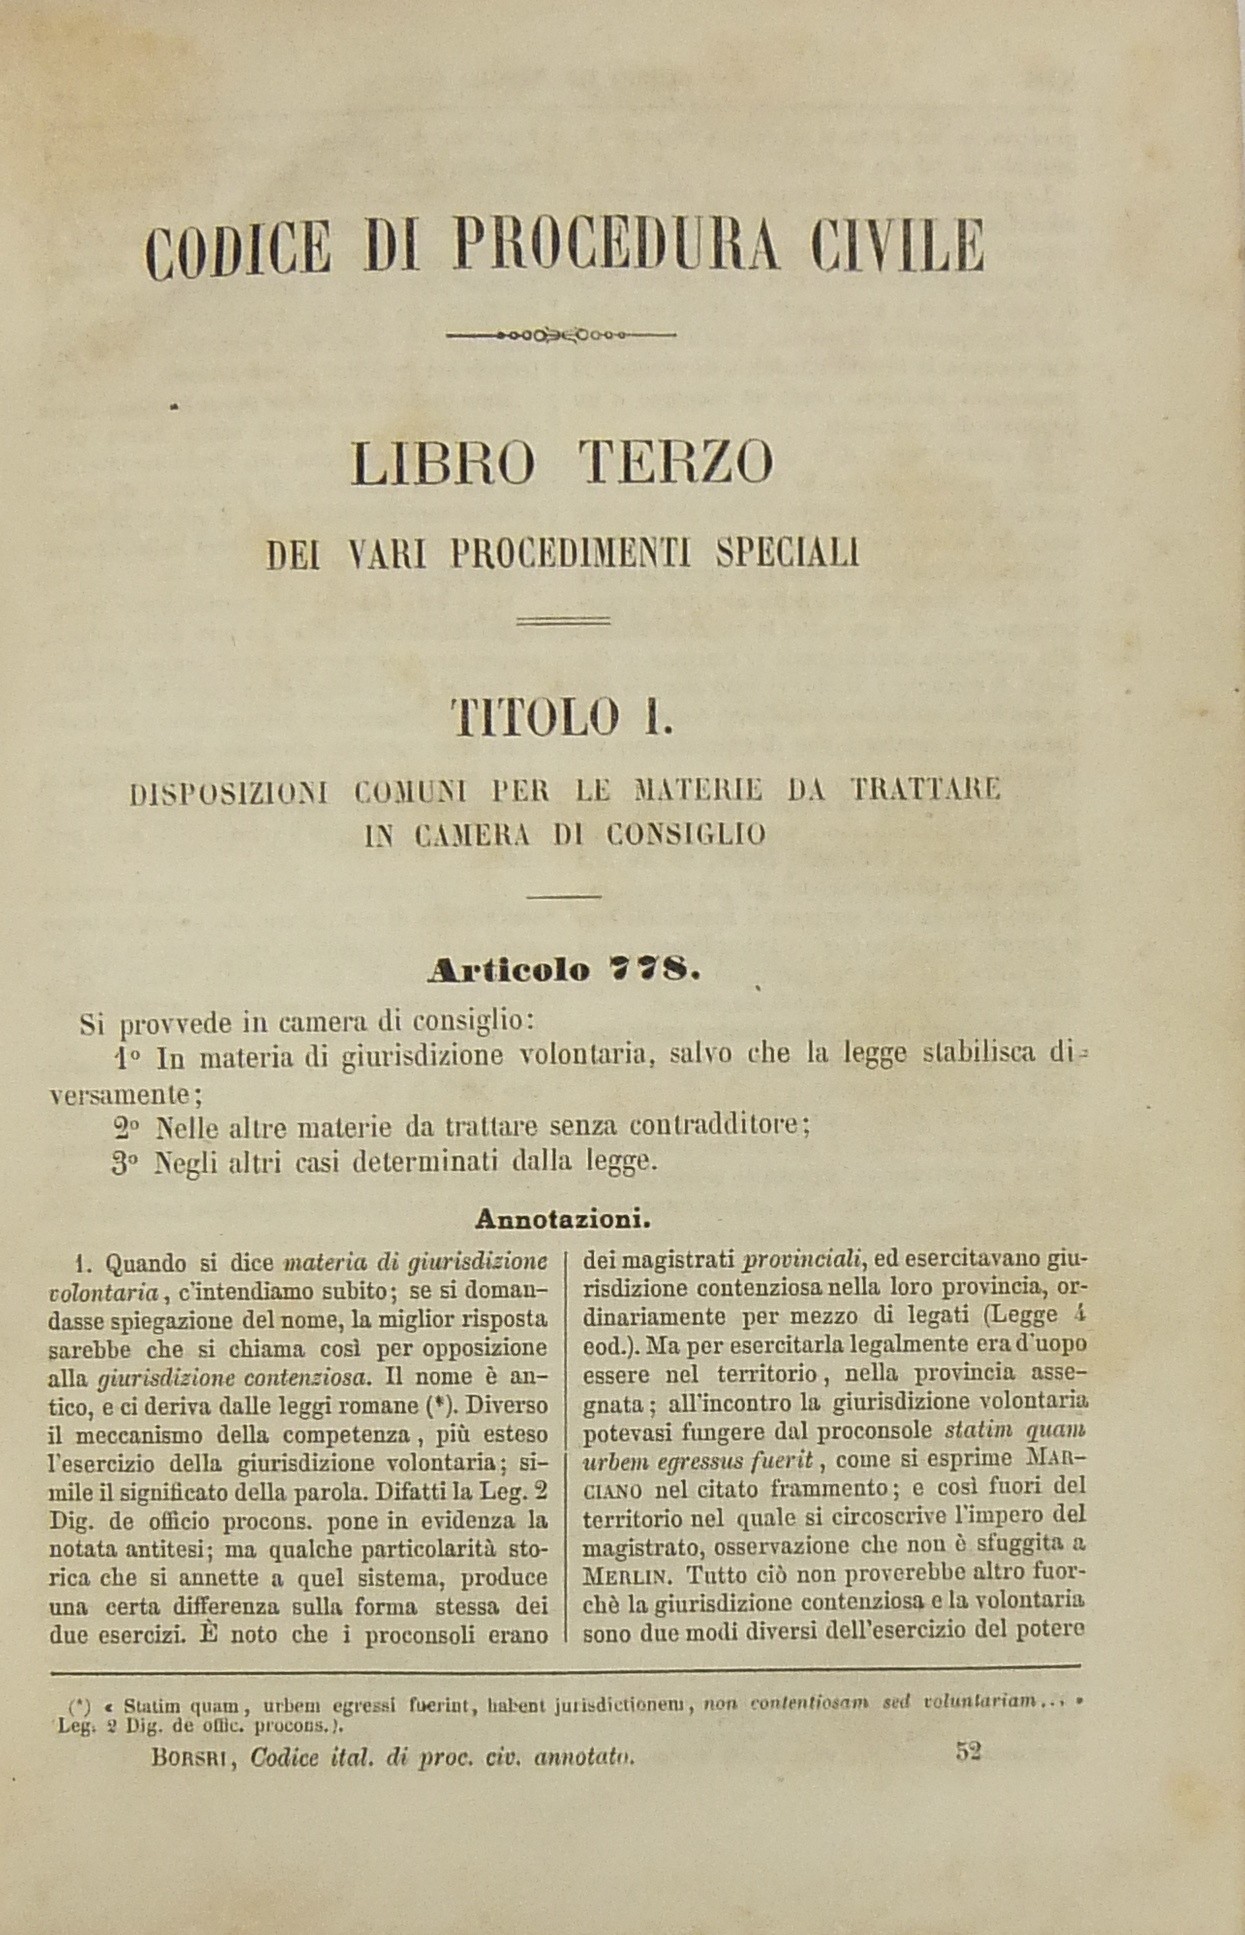 CODICE DI PROCEDURA CIVILE
LIBRO TERZO
DEI VARI PROCEDIMENTI SPECIALI
TITOLO I.
DISPOSIZIONI COMUNI PER LE MATERIE DA TRATTARE
IN CAMERA DI CONSIGLIO
Articolo 778.
Si provvede in camera di consiglio:
1º In materia di giurisdizione volontaria, salvo che la legge stabilisca di-
versamente;
2º Nelle altre materie da trattare senza contradditore;
3º Negli altri casi determinati dalla legge.
Annotazioni.
1. Quando si dice materia di giurisdizione
volontaria, c'intendiamo subito; se si doman-
dasse spiegazione del nome, la miglior risposta
sarebbe che si chiama così per opposizione
alla giurisdizione contenziosa. Il nome è an-
tico, e ci deriva dalle leggi romane (*). Diverso
il meccanismo della competenza, più esteso
l'esercizio della giurisdizione volontaria; si-
mile il significato della parola. Difatti la Leg. 2
Dig. de officio procons. pone in evidenza la
notata antitesi; ma qualche particolarità sto-
rica che si annette a quel sistema, produce
una certa differenza sulla forma stessa dei
due esercizi. È noto che i proconsoli erano
dei magistrati provinciali, ed esercitavano giu-
risdizione contenziosa nella loro provincia, or-
dinariamente per mezzo di legati (Legge 4
eod.). Ma per esercitarla legalmente era d'uopo
essere nel territorio, nella provincia asse-
gnata; all'incontro la giurisdizione volontaria
potevasi fungere dal proconsole statim quam
urbem egressus fuerit, come si esprime MAR-
CIANO nel citato frammento; e così fuori del
territorio nel quale si circoscrive l'impero del
magistrato, osservazione che non è sfuggita a
MERLIN. Tutto ciò non proverebbe altro fuor-
chè la giurisdizione contenziosa e la volontaria
sono due modi diversi dell'esercizio del potere
(*) « Statim quam, urbem egressi fuerint, habent jurisdictionem, non contentiosam sed voluntariam... »
Leg. 2 Dig. de offic. procons.).
BORSRI, Codice ital. di proc. civ. annotato.
52